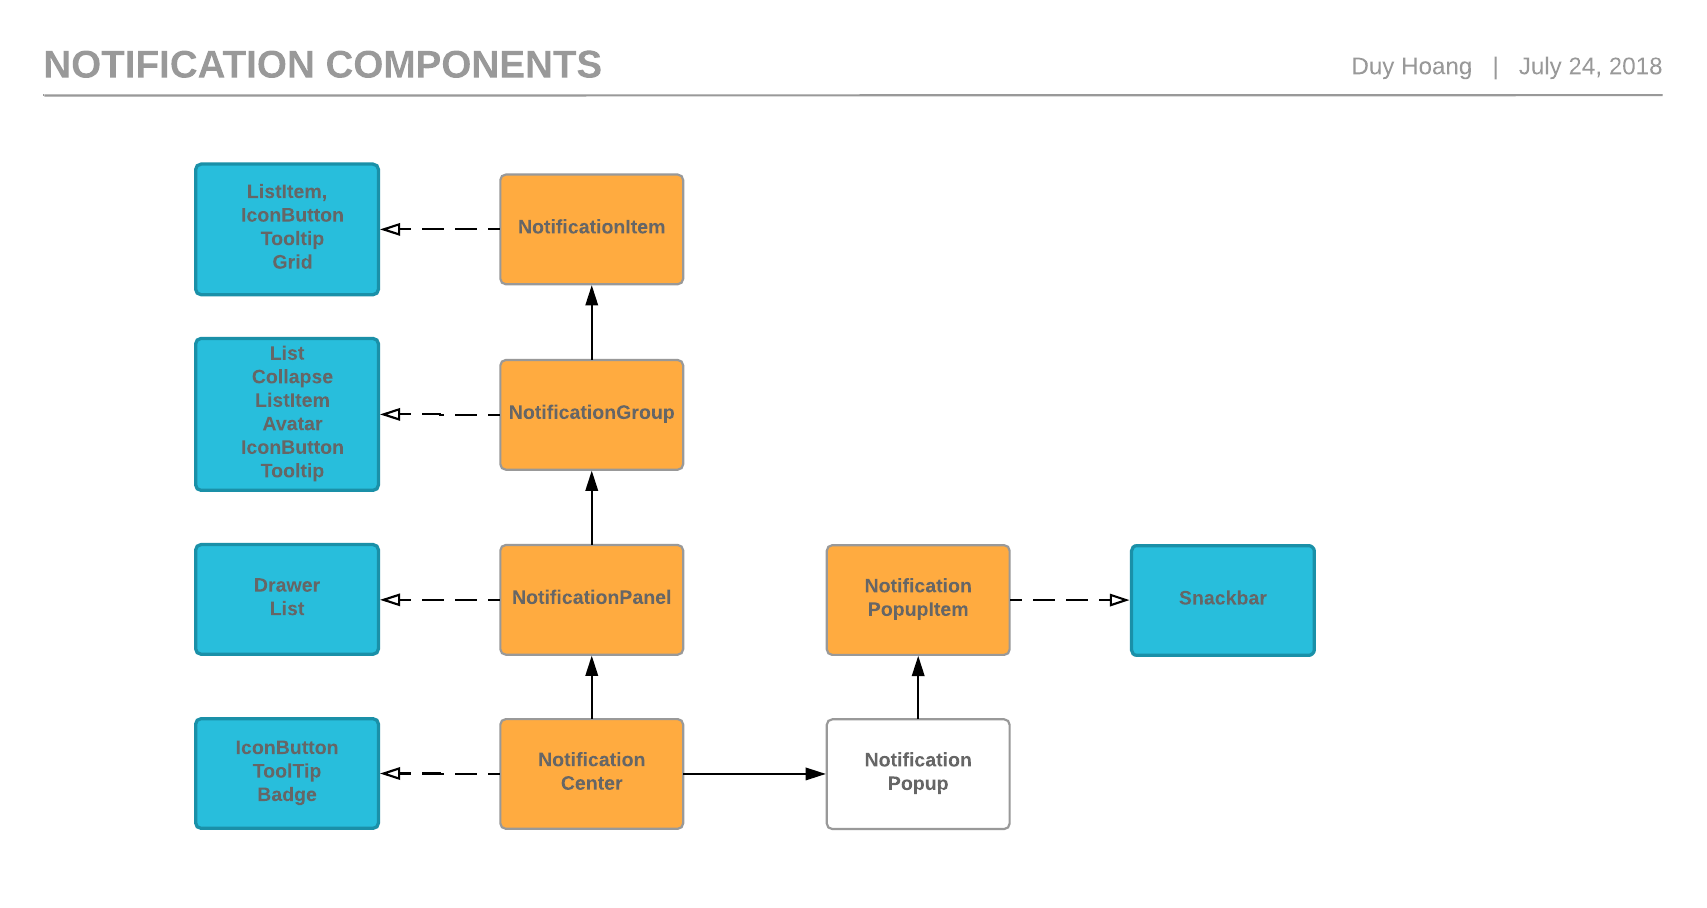 NOTIFICATION COMPONENTS
Duy Hoang | July 24, 2018
ListItem,
IconButton
Tooltip
Grid
NotificationItem
List
Collapse
ListItem
Avatar
IconButton
Tooltip
NotificationGroup
Drawer
List
NotificationPanel
Notification
PopupItem
Snackbar
IconButton
ToolTip
Badge
Notification
Center
Notification
Popup